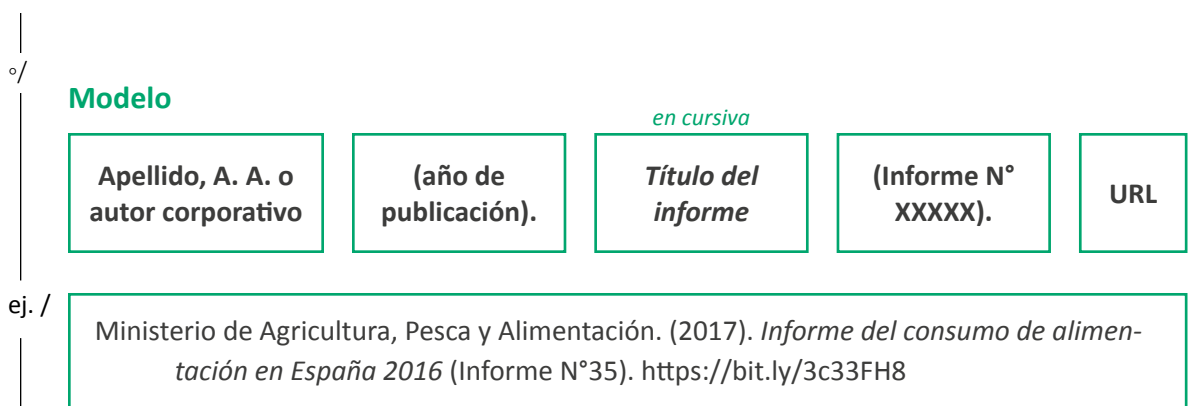 °/
Modelo
en cursiva
Apellido, A. A. o
autor corporativo
(año de
publicación).
Título del
informe
(Informe N°
XXXXX).
URL
ej. /
Ministerio de Agricultura, Pesca y Alimentación. (2017). Informe del consumo de alimen-
tación en España 2016 (Informe N°35). https://bit.ly/3c33FH8